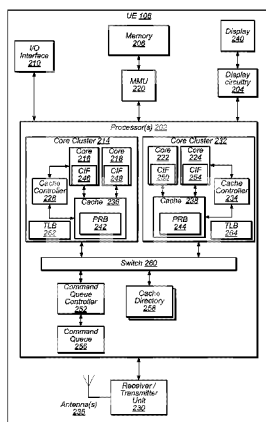 UE 106
I/O
Interface
210
Memory
206
Display
240
MMU
220
Display
circuitry
204
Processor(s) 202
Core Cluster 214
Core
216
Core
218
CIF
246
CIF
248
Cache
Controller
226
Cache 236
PRB
242
TLB
262
Core Cluster 232
Core
222
Core
224
CIF
250
CIF
254
Cache
Controller
234
Cache 238
PRB
244
TLB
264
Switch 260
Command
Queue
Controller
252
Cache
Directory
258
Command
Queue 256
Antenna(s)
235
Receiver /
Transmitter
Unit
230